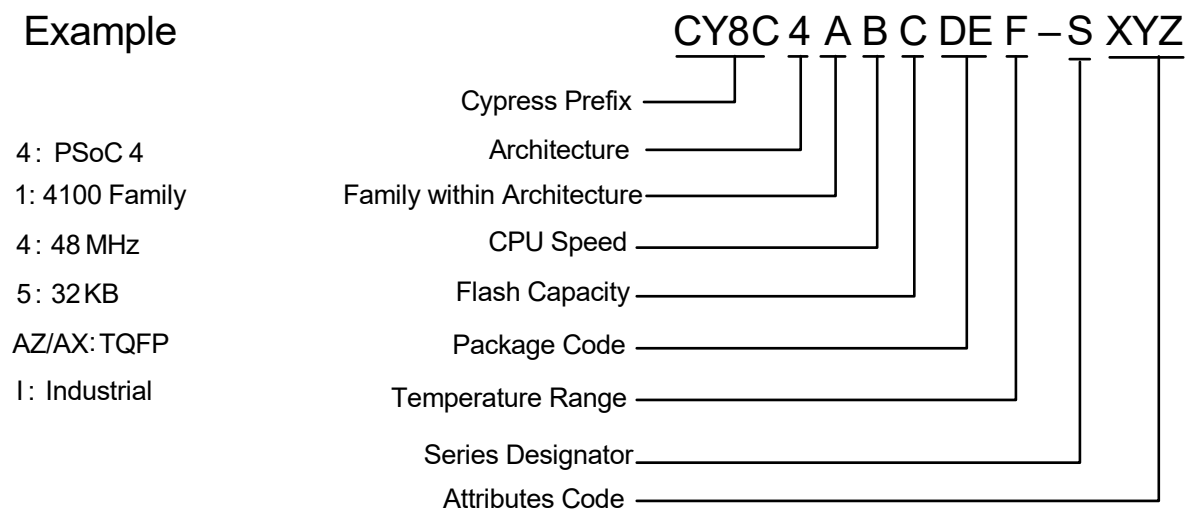 Example CY8C 4 A B C DE F – S XYZ
Cypress Prefix
4: PSoC 4 Architecture
1: 4100 Family Family within Architecture
4: 48 MHz CPU Speed
5: 32 KB Flash Capacity
AZ/AX: TQFP Package Code
I: Industrial Temperature Range
Series Designator
Attributes Code